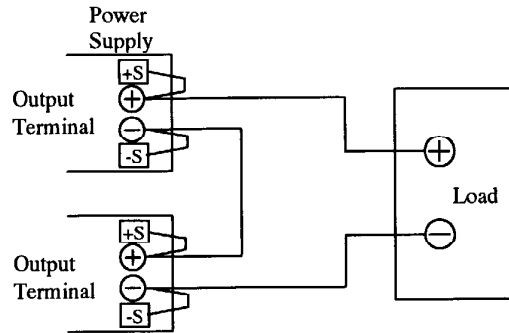 Power
Supply
+S
+
Output
Terminal
−
-S
+
Load
−
+S
+
Output
Terminal
−
-S